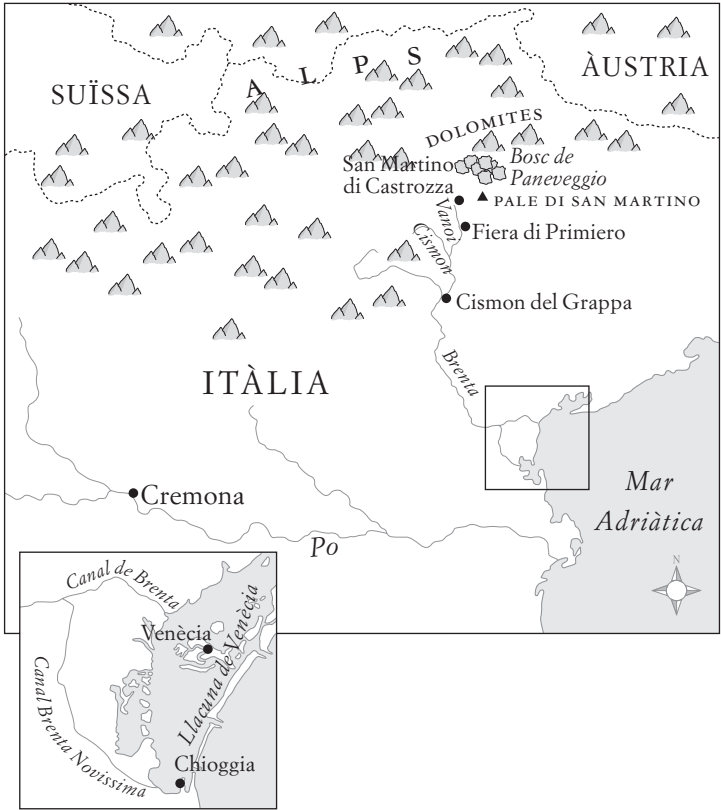 ALPS
SUÏSSA
ÀUSTRIA
DOLOMITES
San Martino
di Castrozza
Bosc de
Paneveggio
PALE DI SAN MARTINO
Vanoi
Fiera di Primiero
Cismon
Cismon del Grappa
Brenta
ITÀLIA
Mar
Adriàtica
Cremona
Po
N
Canal de Brenta
Venècia
Llacuna de Venècia
Canal Brenta Novissima
Chioggia